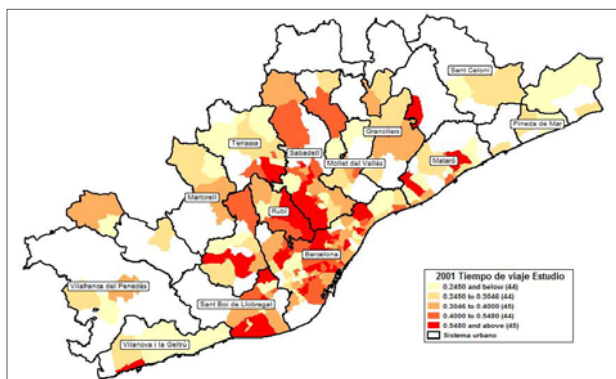 Sant Celoni
Pineda de Mar
Granollers
Terrassa
Sabadell
Mollet del Vallès
Mataró
Martorell
Rubí
Barcelona
Vilafranca del Penedès
Sant Boi de Llobregat
Vilanova i la Geltrú
2001 Tiempo de viaje Estudio
0.2450 and below (44)
0.2450 to 0.3046 (44)
0.3046 to 0.4000 (45)
0.4000 to 0.5480 (44)
0.5480 and above (45)
Sistema urbano